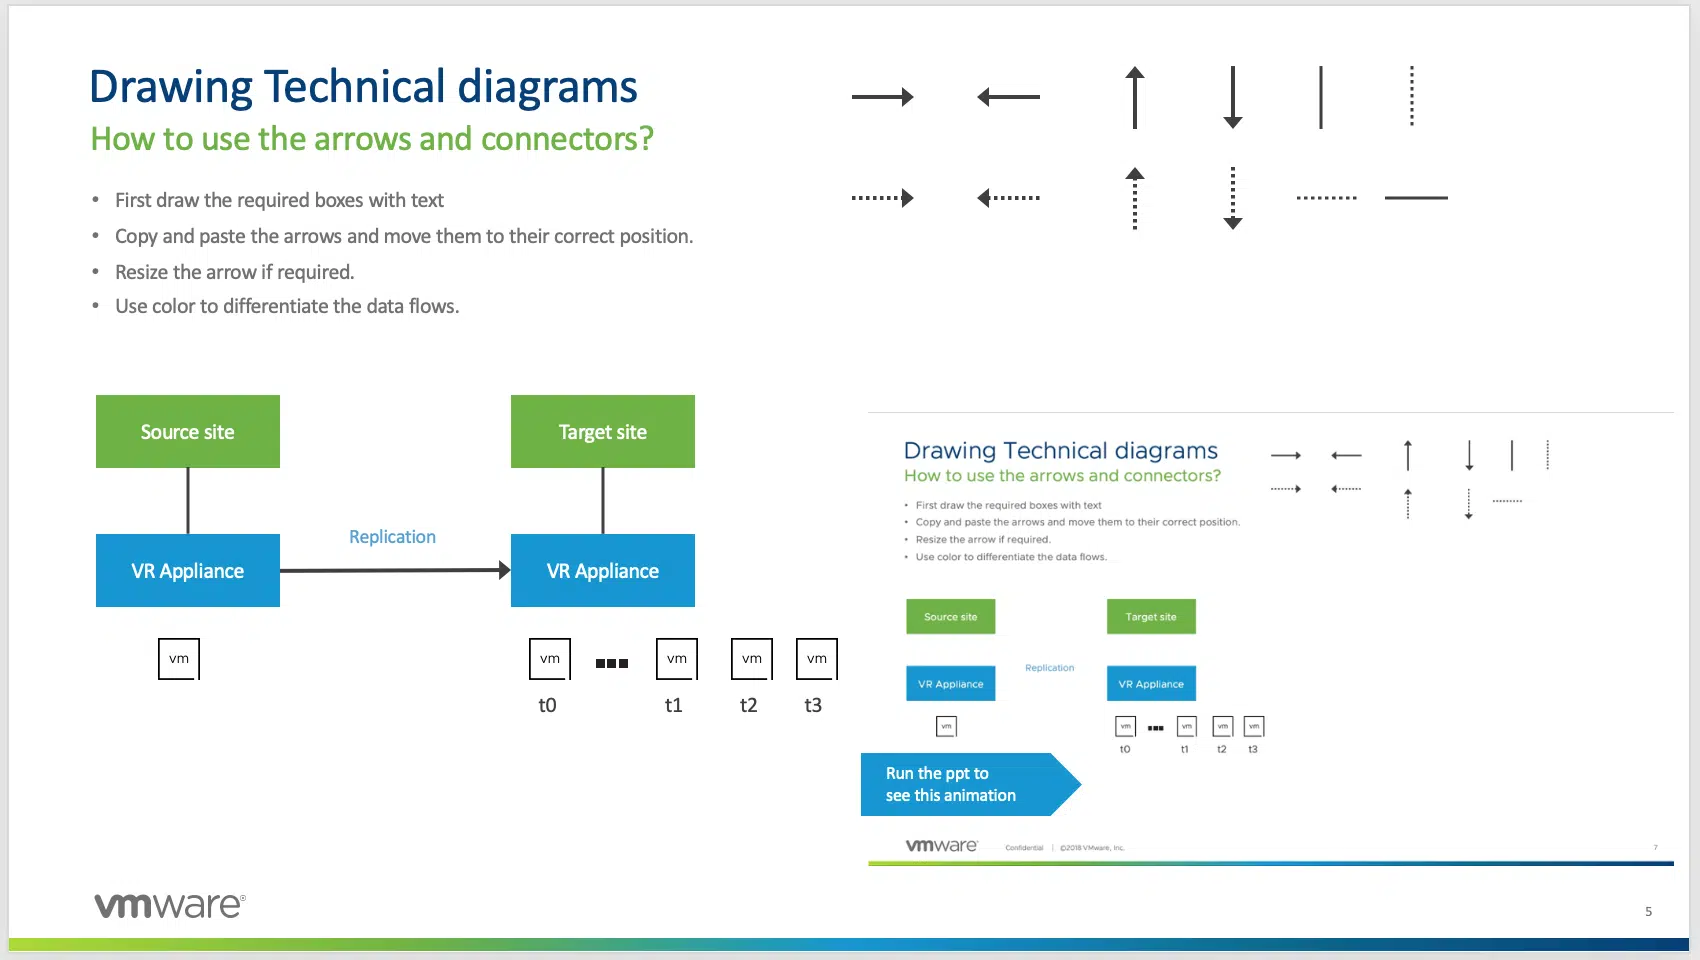 Drawing Technical diagrams
How to use the arrows and connectors?
• First draw the required boxes with text
• Copy and paste the arrows and move them to their correct position.
• Resize the arrow if required.
• Use color to differentiate the data flows.
Source site
Target site
VR Appliance
Replication
VR Appliance
vm
vm
vm
vm
vm
t0
t1
t2
t3
Drawing Technical diagrams
How to use the arrows and connectors?
• First draw the required boxes with text
• Copy and paste the arrows and move them to their correct position.
• Resize the arrow if required.
• Use color to differentiate the data flows.
Source site
Target site
VR Appliance
Replication
VR Appliance
vm
vm
vm
vm
vm
t0
t1
t2
t3
Run the ppt to
see this animation
vmware®
Confidential | ©2018 VMware, Inc.
7
vmware®
5